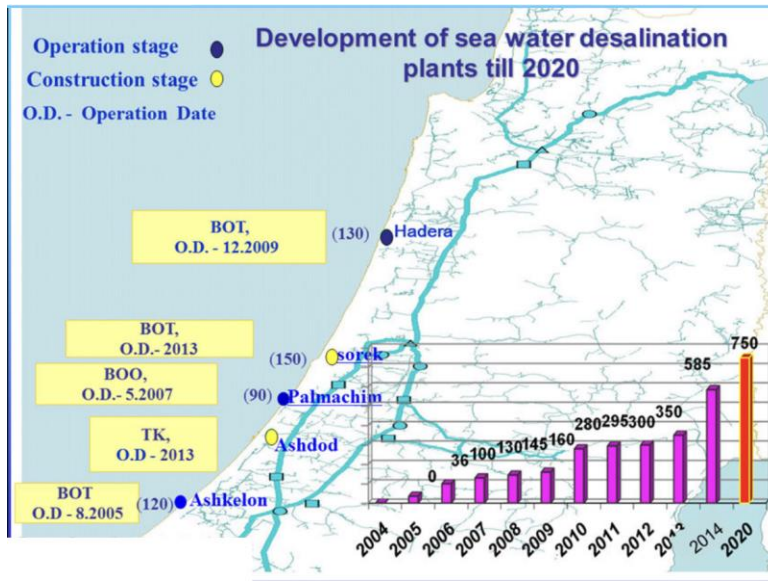 Development of sea water desalination
plants till 2020
Operation stage
Construction stage
O.D. - Operation Date
BOT,
O.D. - 12.2009
(130)
Hadera
BOT,
O.D.- 2013
(150)
sorek
BOO,
O.D.- 5.2007
(90)
Palmachim
TK,
O.D - 2013
Ashdod
BOT
O.D - 8.2005
(120)
Ashkelon
0
36
100
130
145
160
280
295
300
350
585
750
2004
2005
2006
2007
2008
2009
2010
2011
2012
2013
2014
2020